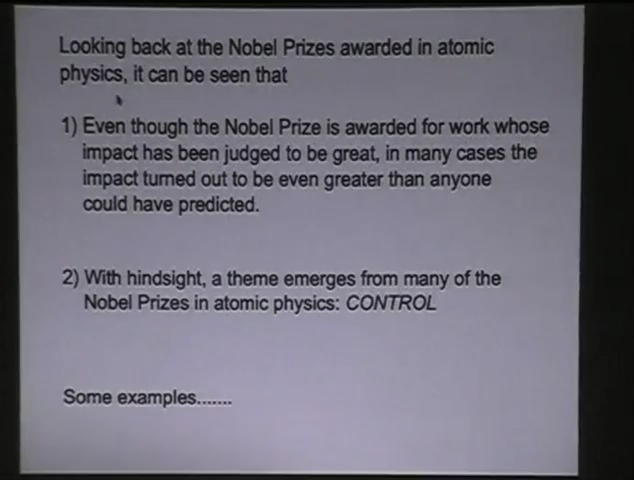 Looking back at the Nobel Prizes awarded in atomic
physics, it can be seen that
1) Even though the Nobel Prize is awarded for work whose
impact has been judged to be great, in many cases the
impact turned out to be even greater than anyone
could have predicted.
2) With hindsight, a theme emerges from many of the
Nobel Prizes in atomic physics: CONTROL
Some examples.......